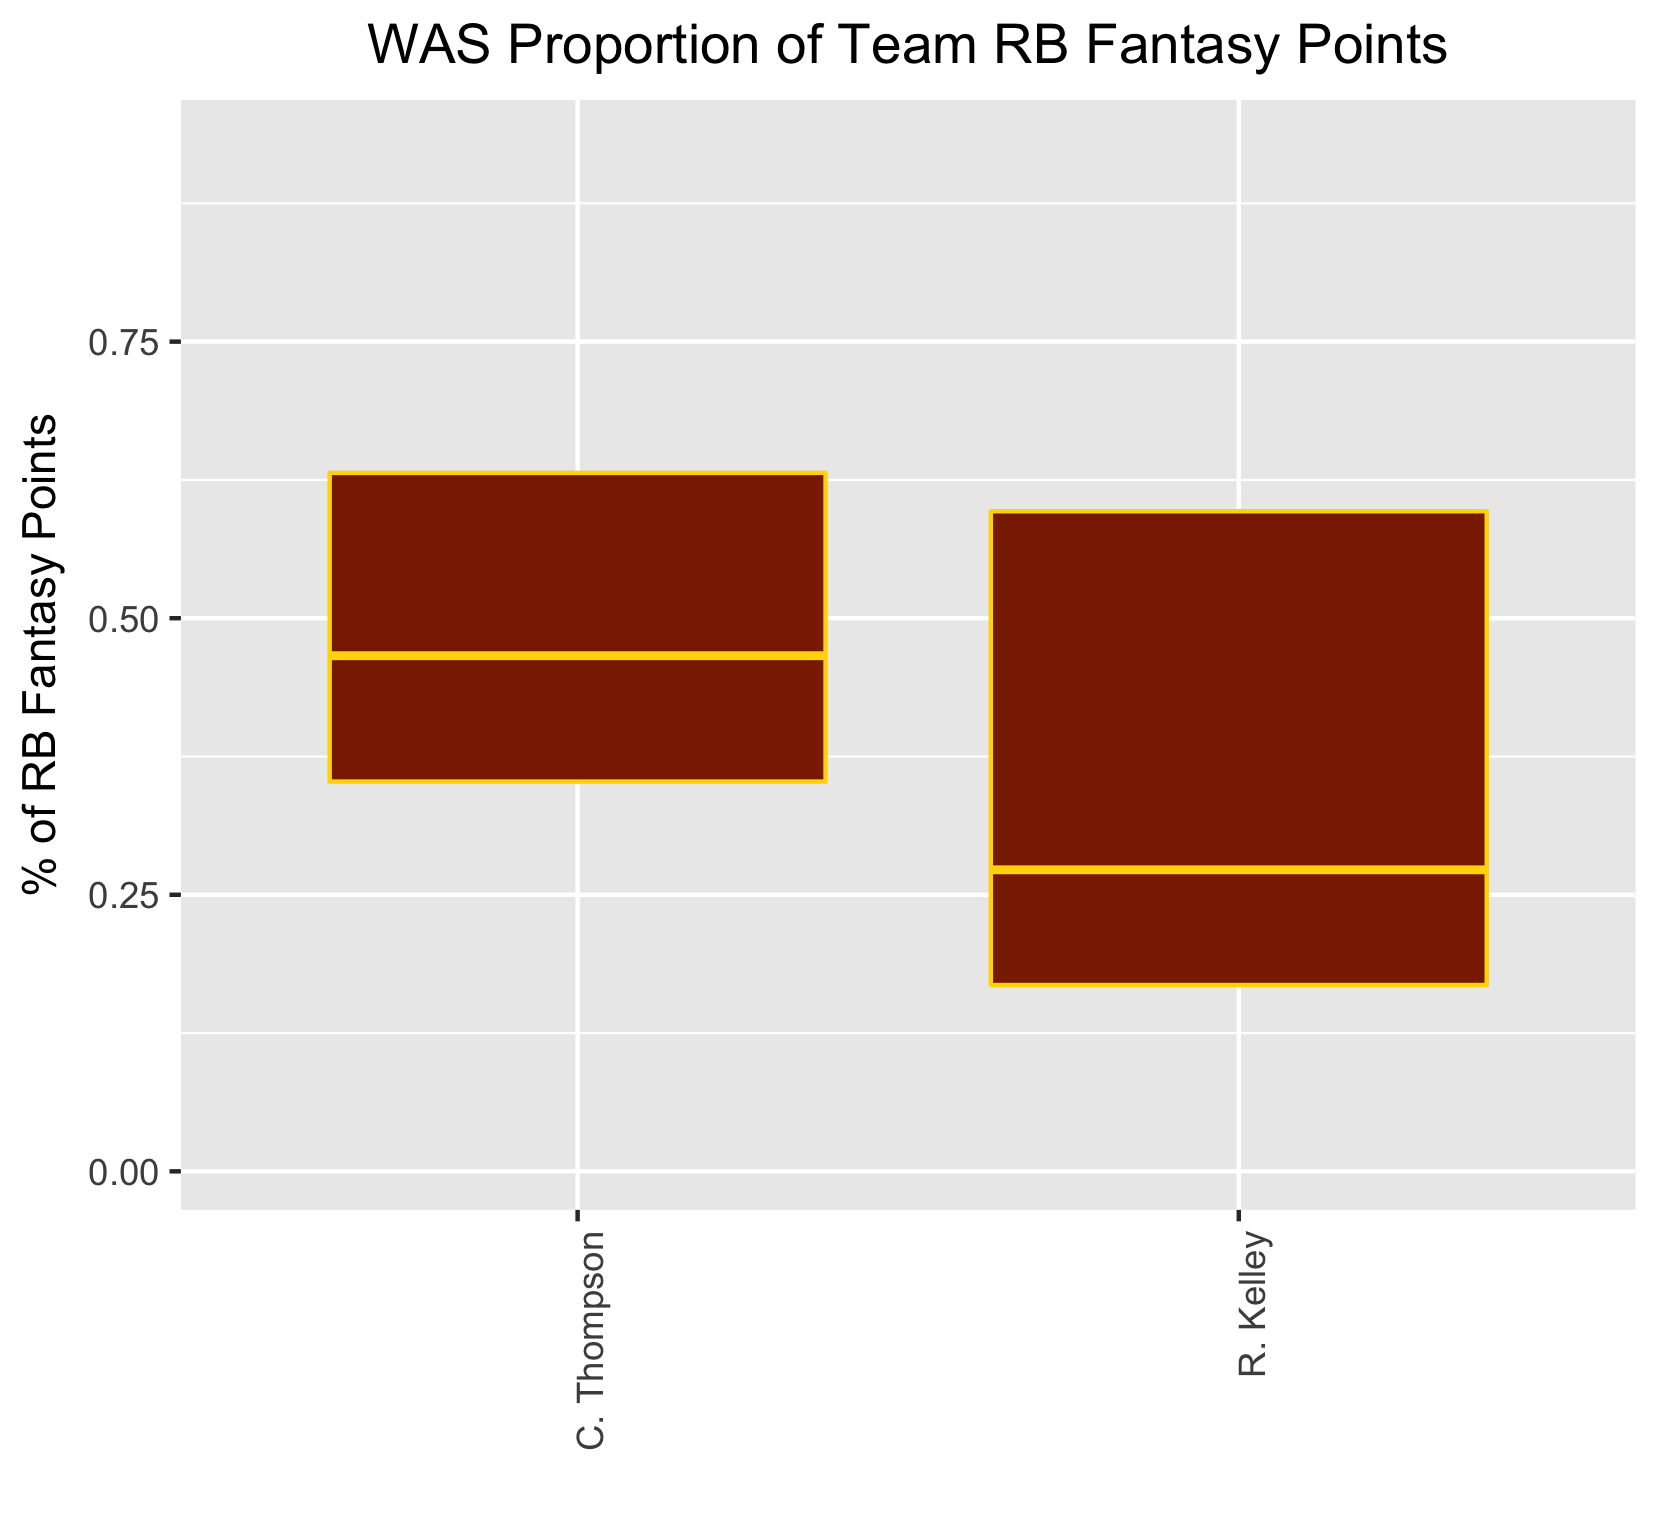 WAS Proportion of Team RB Fantasy Points
% of RB Fantasy Points
0.75
0.50
0.25
0.00
C. Thompson
R. Kelley